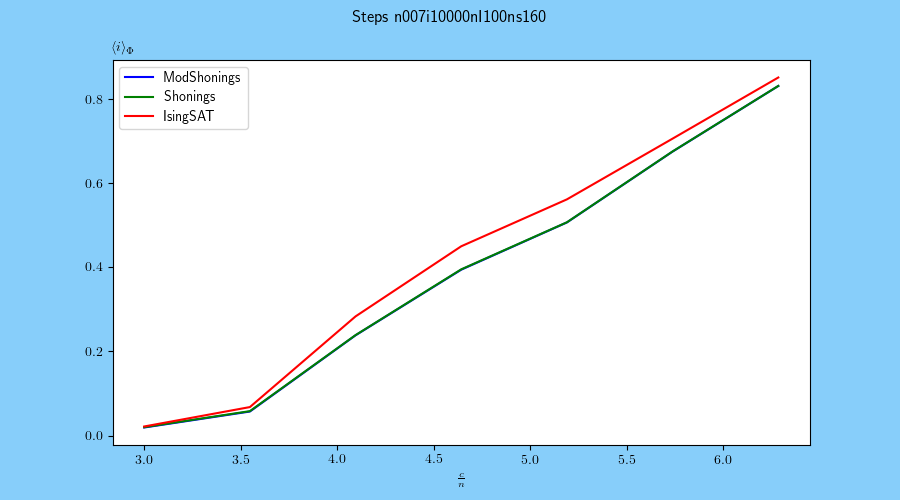 Steps n007i10000nI100ns160
⟨i⟩Φ
ModShonings
Shonings
IsingSAT
0.8
0.6
0.4
0.2
0.0
3.0 3.5 4.0 4.5 5.0 5.5 6.0
c/n